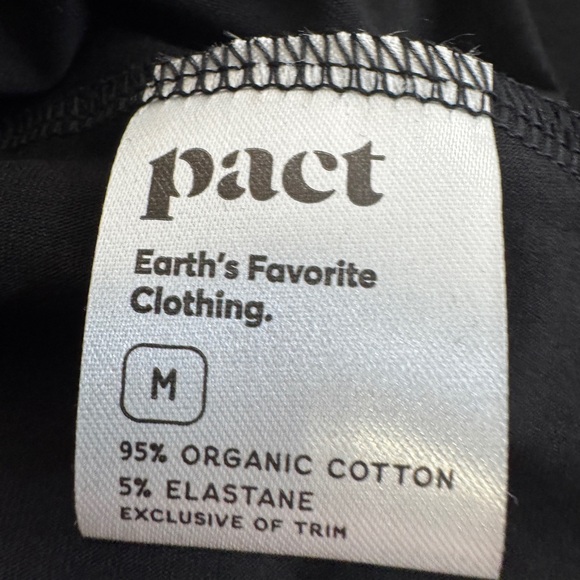 pact
Earth's Favorite
Clothing.
M
95% ORGANIC COTTON
5% ELASTANE
EXCLUSIVE OF TRIM